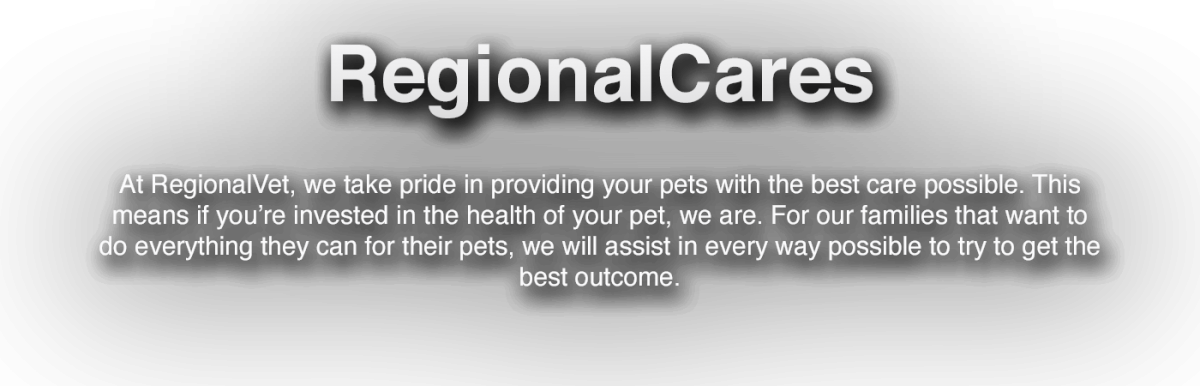 RegionalCares
At RegionalVet, we take pride in providing your pets with the best care possible. This
means if you’re invested in the health of your pet, we are. For our families that want to
do everything they can for their pets, we will assist in every way possible to try to get the
best outcome.